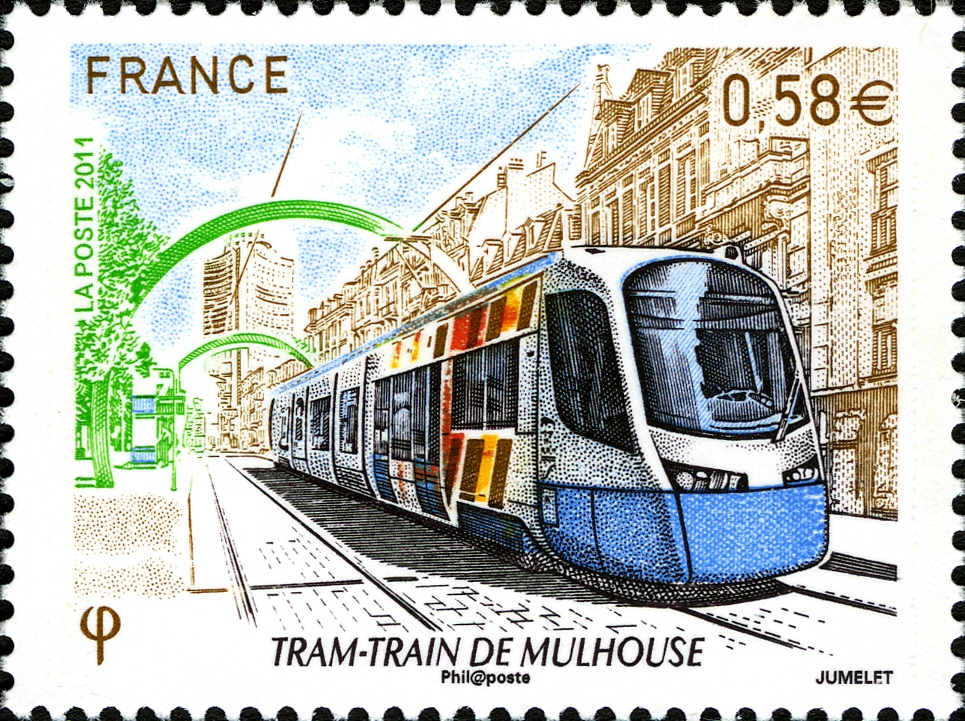 FRANCE
0,58€
LA POSTE 2011
φ
TRAM-TRAIN DE MULHOUSE
Phil@poste
JUMELET